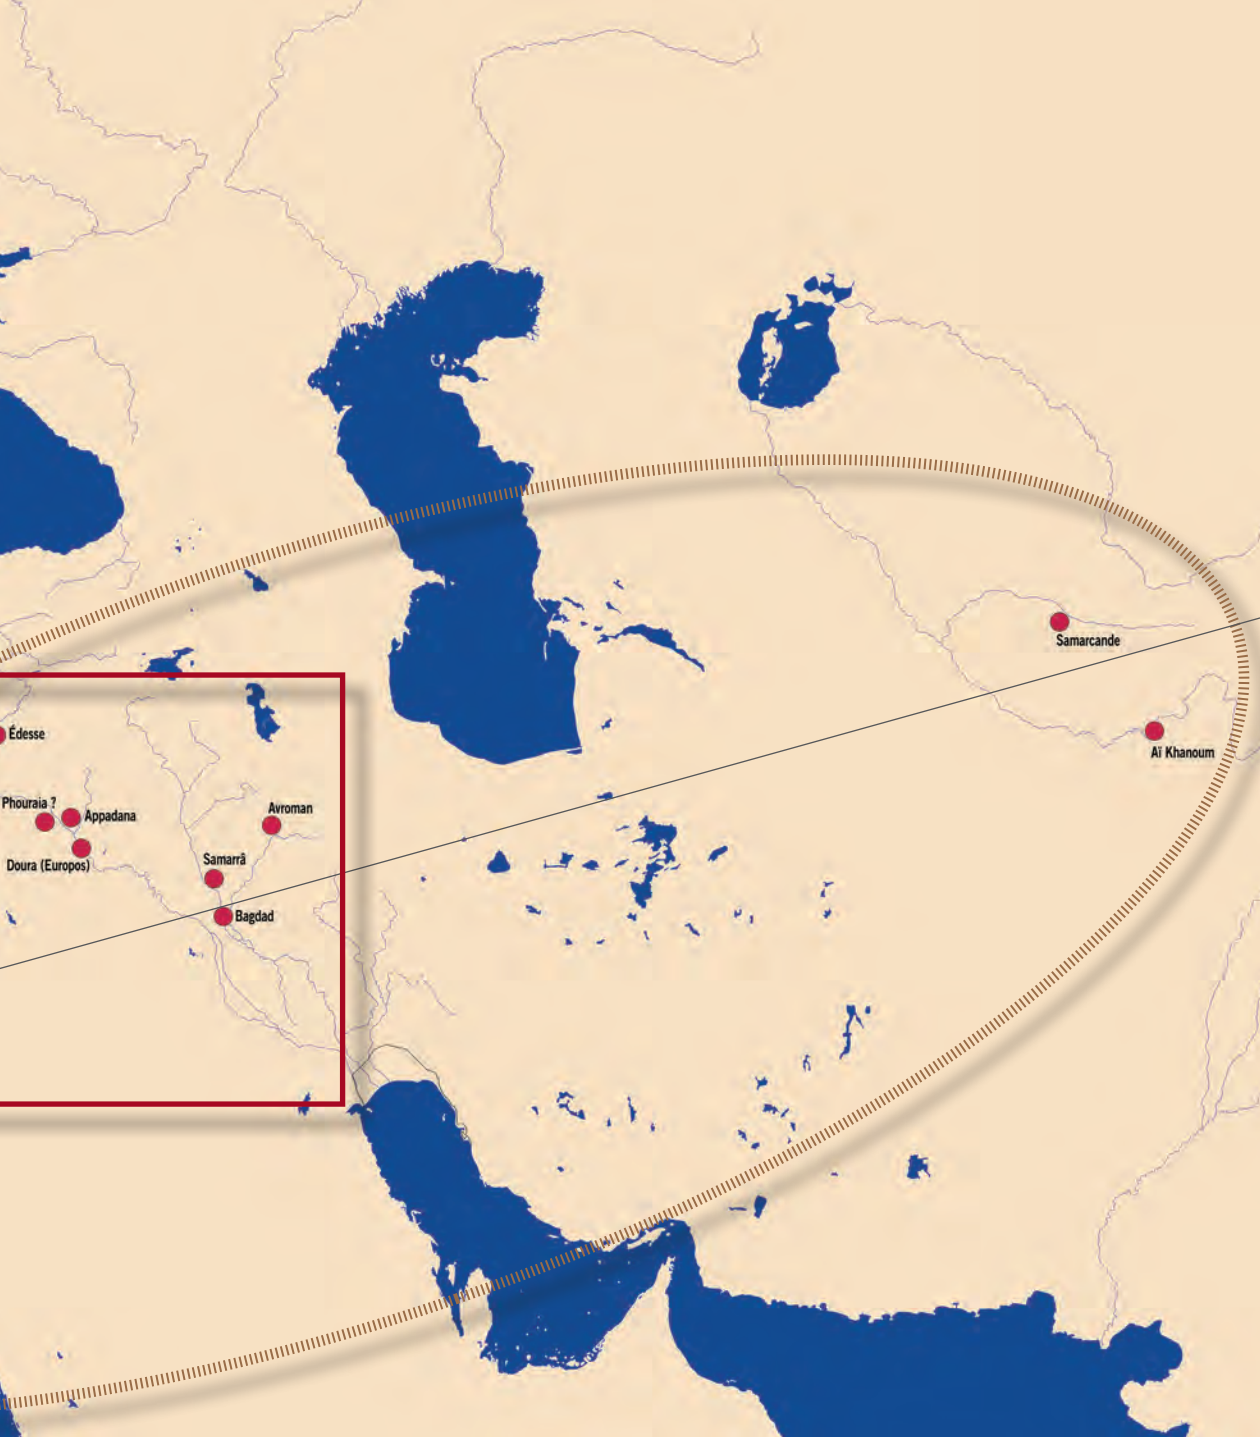 Samarcande
Aï Khanoum
Édesse
Phouraia ?
Appadana
Avroman
Doura (Europos)
Samarrâ
Bagdad